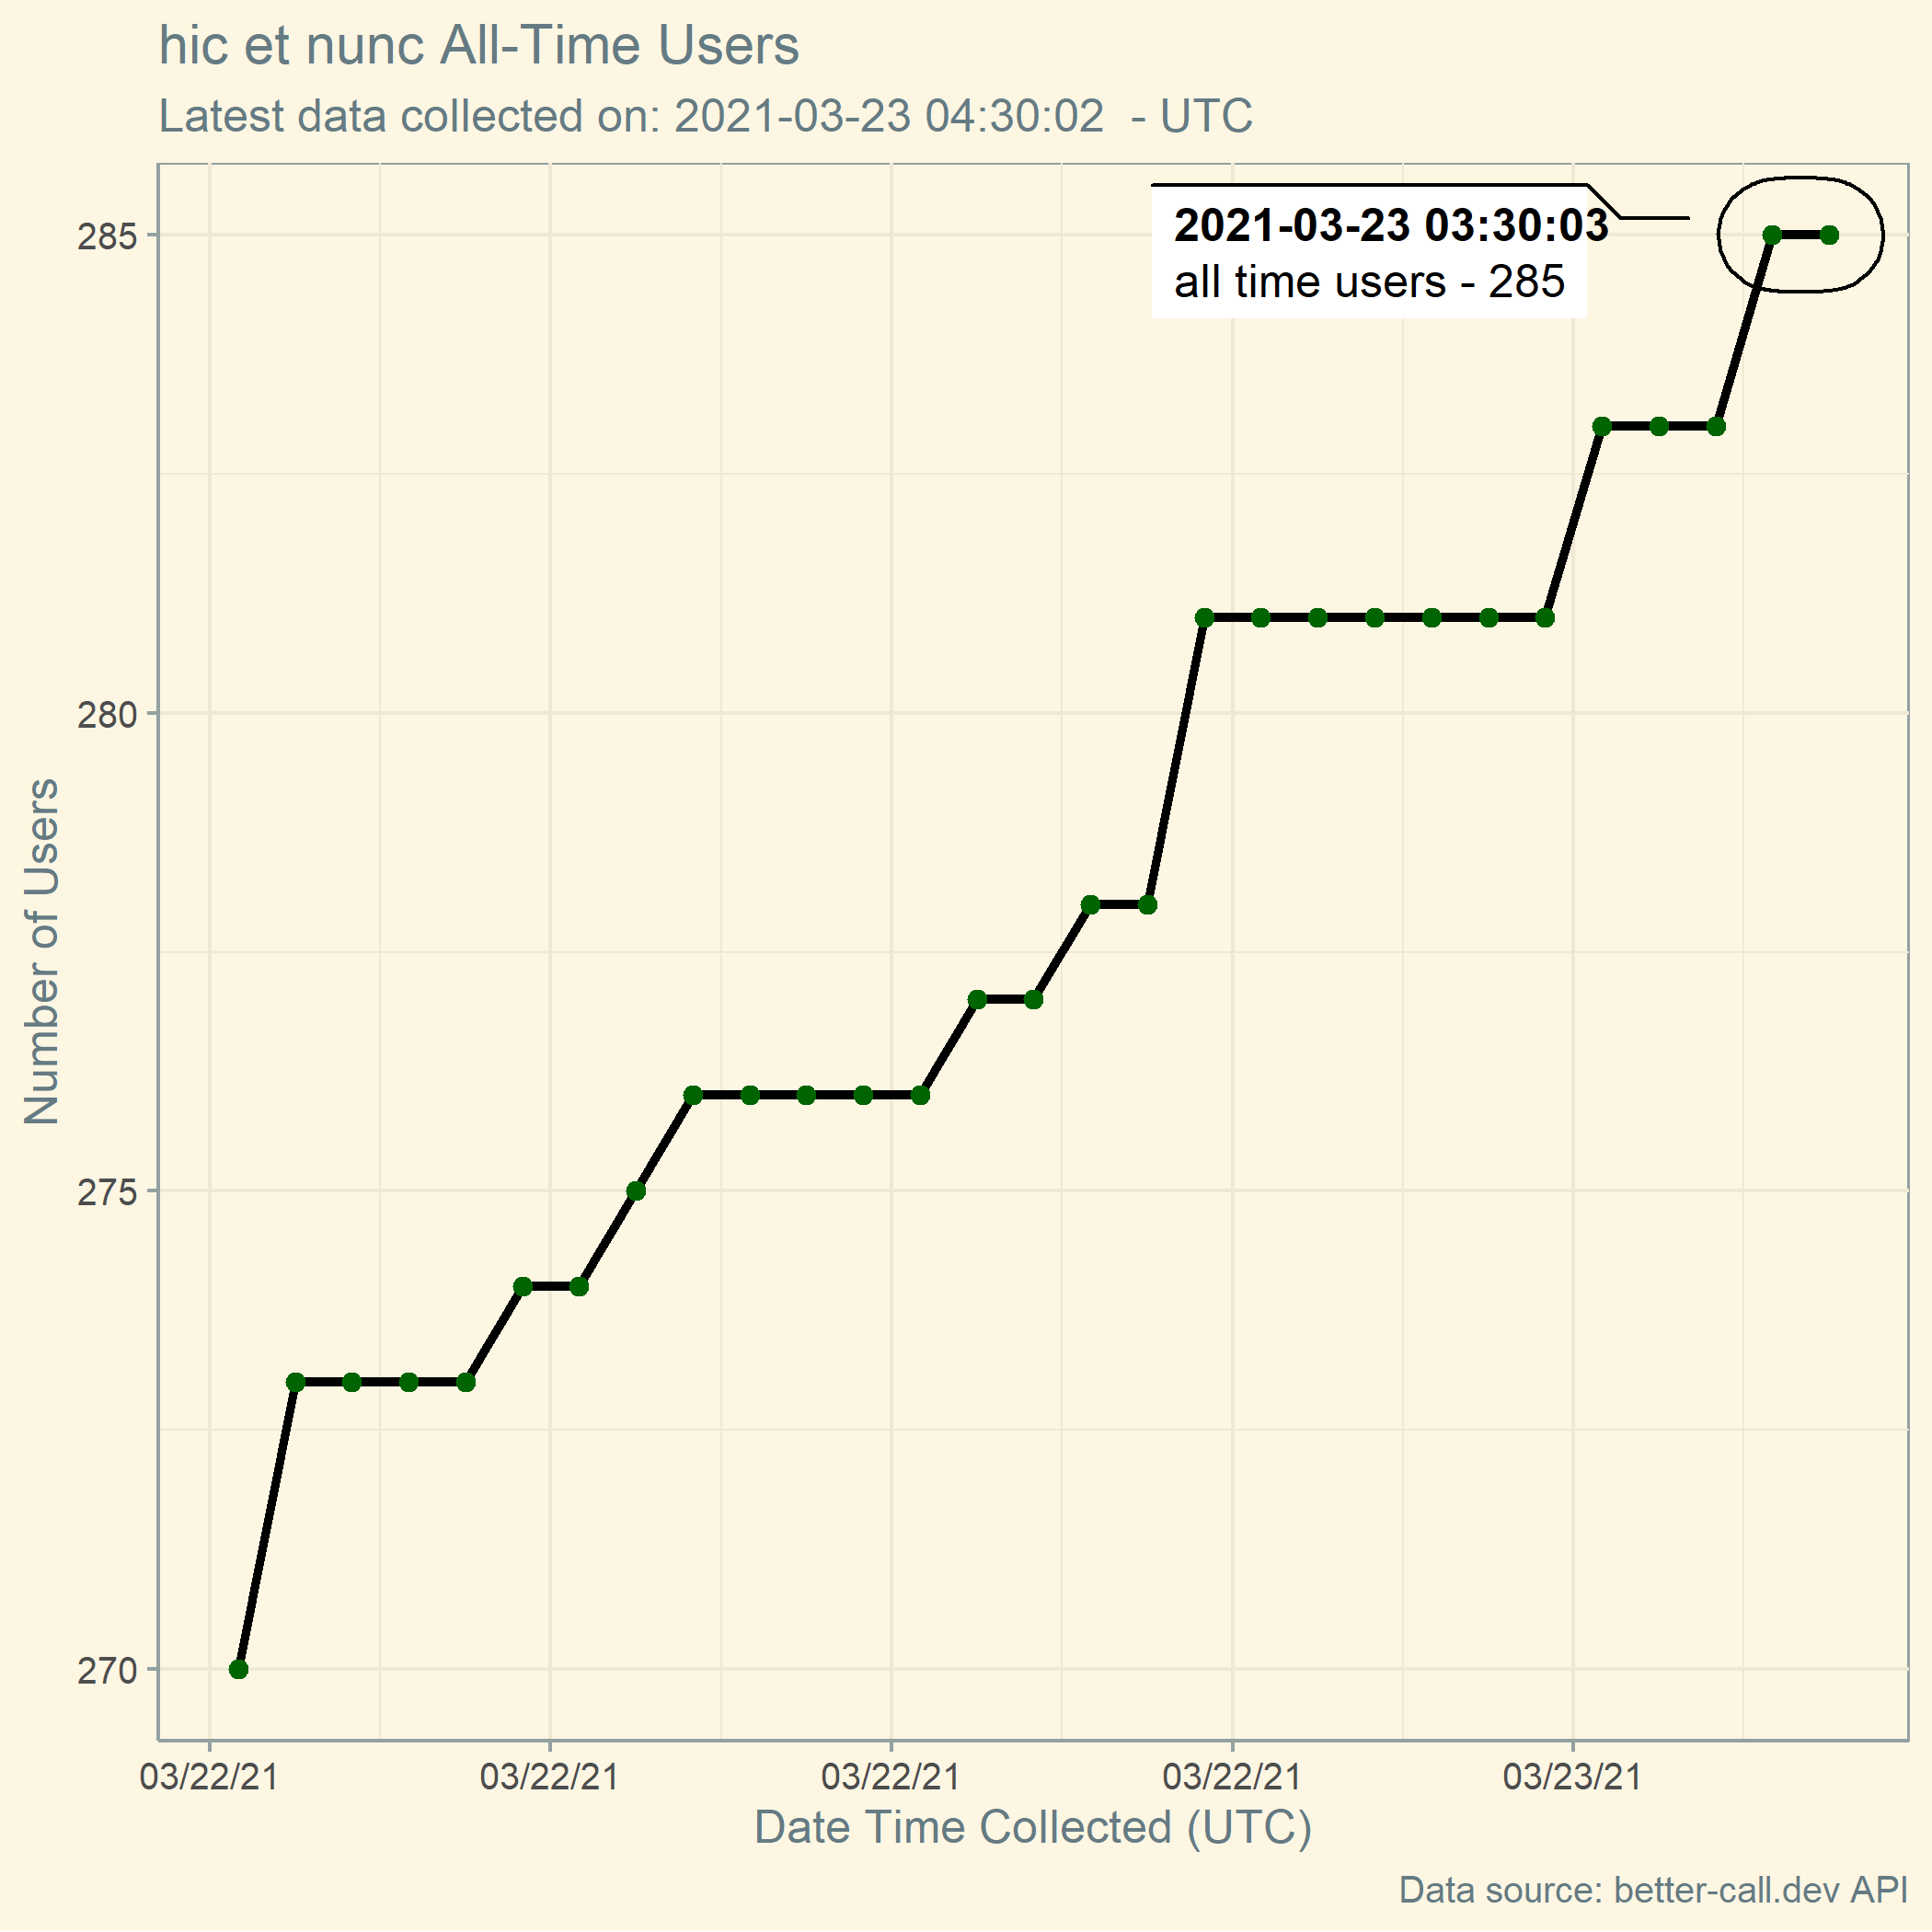 hic et nunc All-Time Users
Latest data collected on: 2021-03-23 04:30:02  - UTC
2021-03-23 03:30:03
all time users - 285
285
280
275
270
Number of Users
03/22/21 03/22/21 03/22/21 03/22/21 03/23/21
Date Time Collected (UTC)
Data source: better-call.dev API